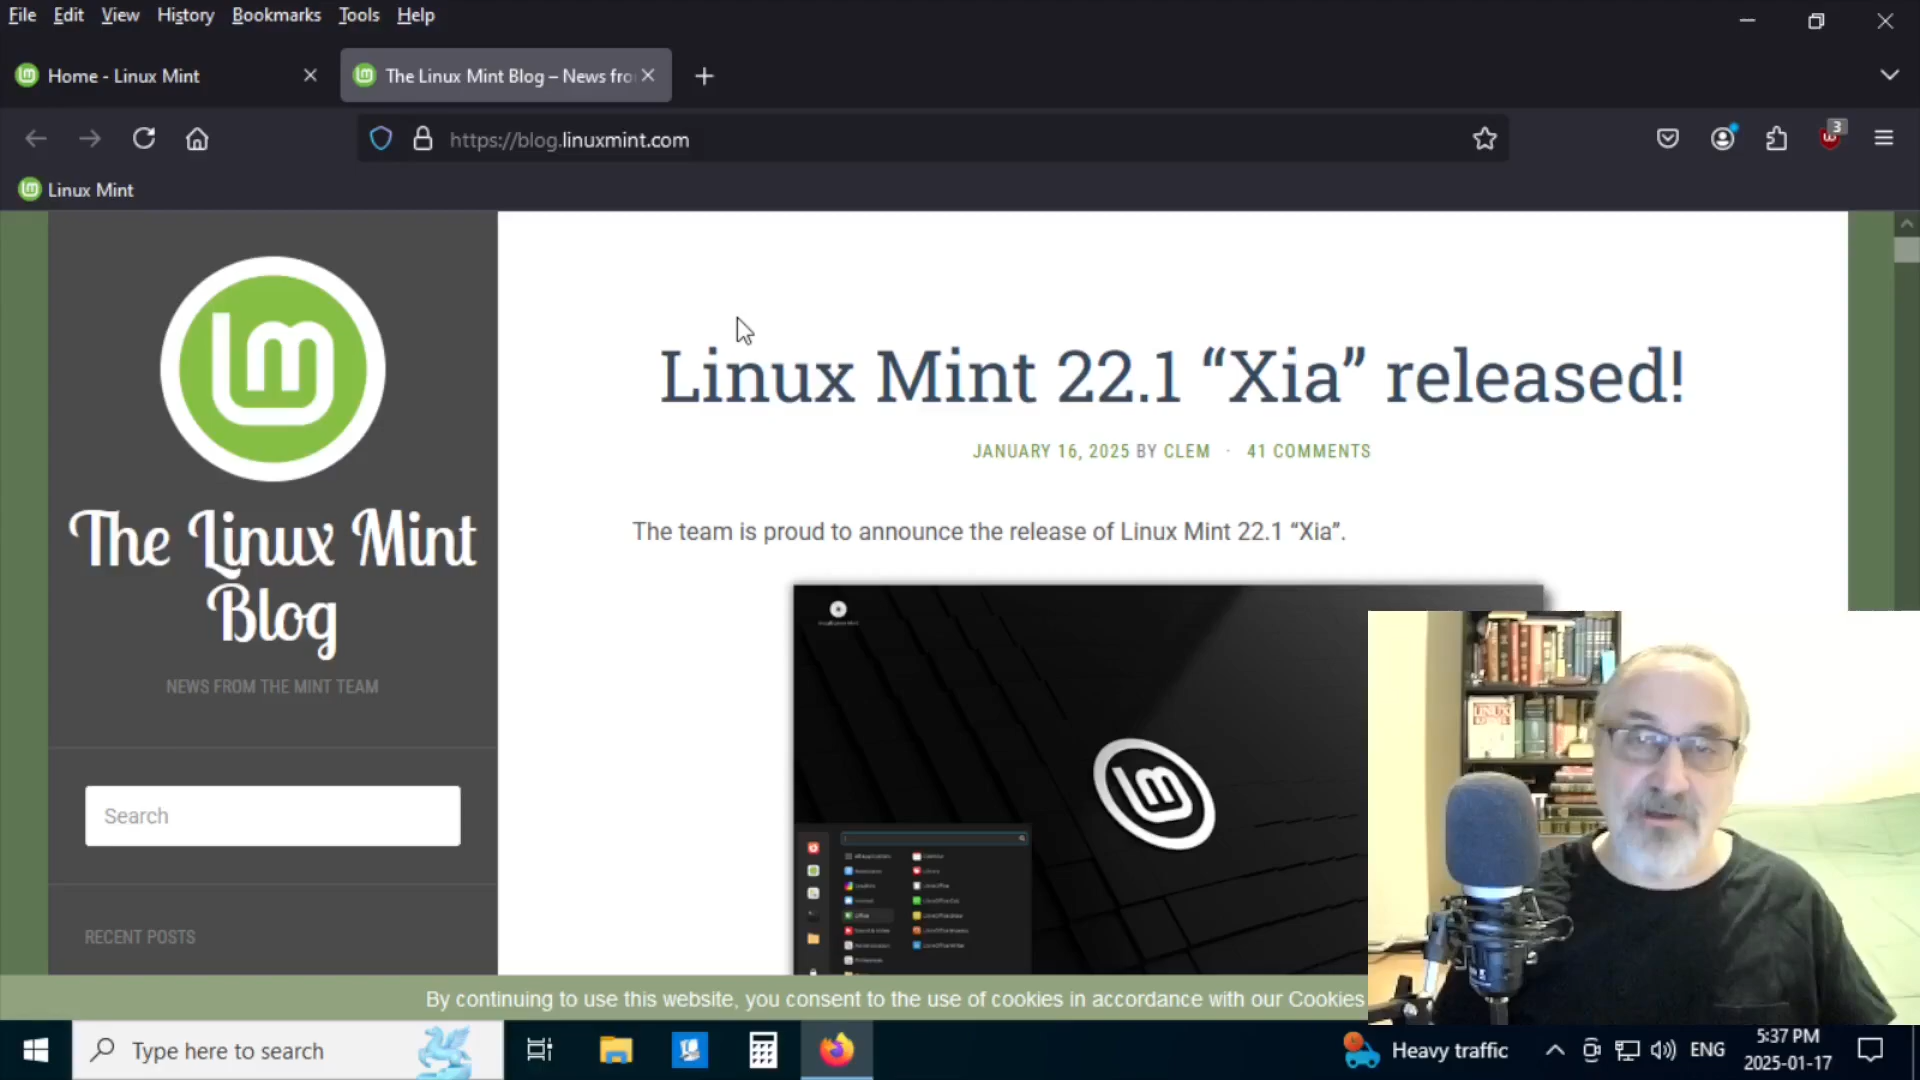 File Edit View History Bookmarks Tools Help
Home - Linux Mint
The Linux Mint Blog – News fro
https://blog.linuxmint.com
3
Linux Mint
The Linux Mint
Blog
NEWS FROM THE MINT TEAM
Search
RECENT POSTS
Linux Mint 22.1 “Xia” released!
JANUARY 16, 2025 BY CLEM · 41 COMMENTS
The team is proud to announce the release of Linux Mint 22.1 “Xia”.
LINUX
By continuing to use this website, you consent to the use of cookies in accordance with our Cookies
Type here to search
Heavy traffic
ENG
5:37 PM
2025-01-17